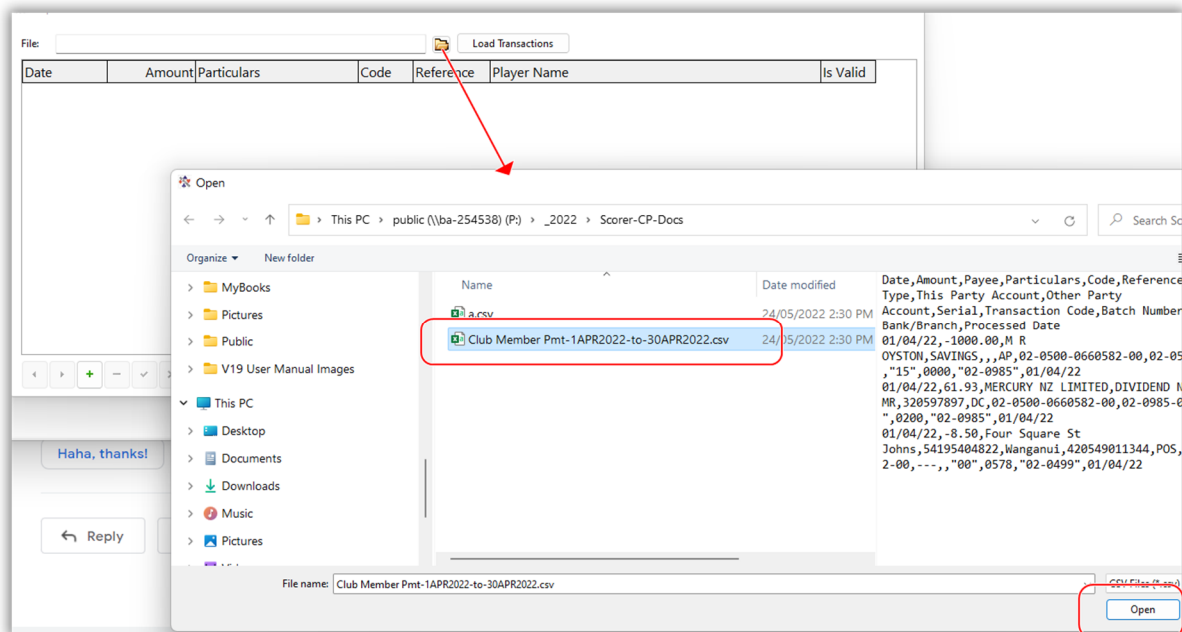 File:
Load Transactions
Date Amount Particulars Code Reference Player Name Is Valid
Open
This PC > public (\\ba-254538) (P:) > _2022 > Scorer-CP-Docs
Search Sc
Organize
New folder
MyBooks
Pictures
Public
V19 User Manual Images
This PC
Desktop
Documents
Downloads
Music
Pictures
Name Date modified
a.csv 24/05/2022 2:30 PM
Club Member Pmt-1APR2022-to-30APR2022.csv 24/05/2022 2:30 PM
Date,Amount,Payee,Particulars,Code,Reference
Type,This Party Account,Other Party
Account,Serial,Transaction Code,Batch Number
Bank/Branch,Processed Date
01/04/22,-1000.00,M R
OYSTON,SAVINGS,,,AP,02-0500-0660582-00,02-05
,"15",0000,"02-0985",01/04/22
01/04/22,61.93,MERCURY NZ LIMITED,DIVIDEND N
MR,320597897,DC,02-0500-0660582-00,02-0985-0
",0200,"02-0985",01/04/22
01/04/22,-8.50,Four Square St
Johns,54195404822,Wanganui,420549011344,POS,
2-00,---,,"00",0578,"02-0499",01/04/22
Haha, thanks!
Reply
File name: Club Member Pmt-1APR2022-to-30APR2022.csv
CSV Files (*.csv)
Open